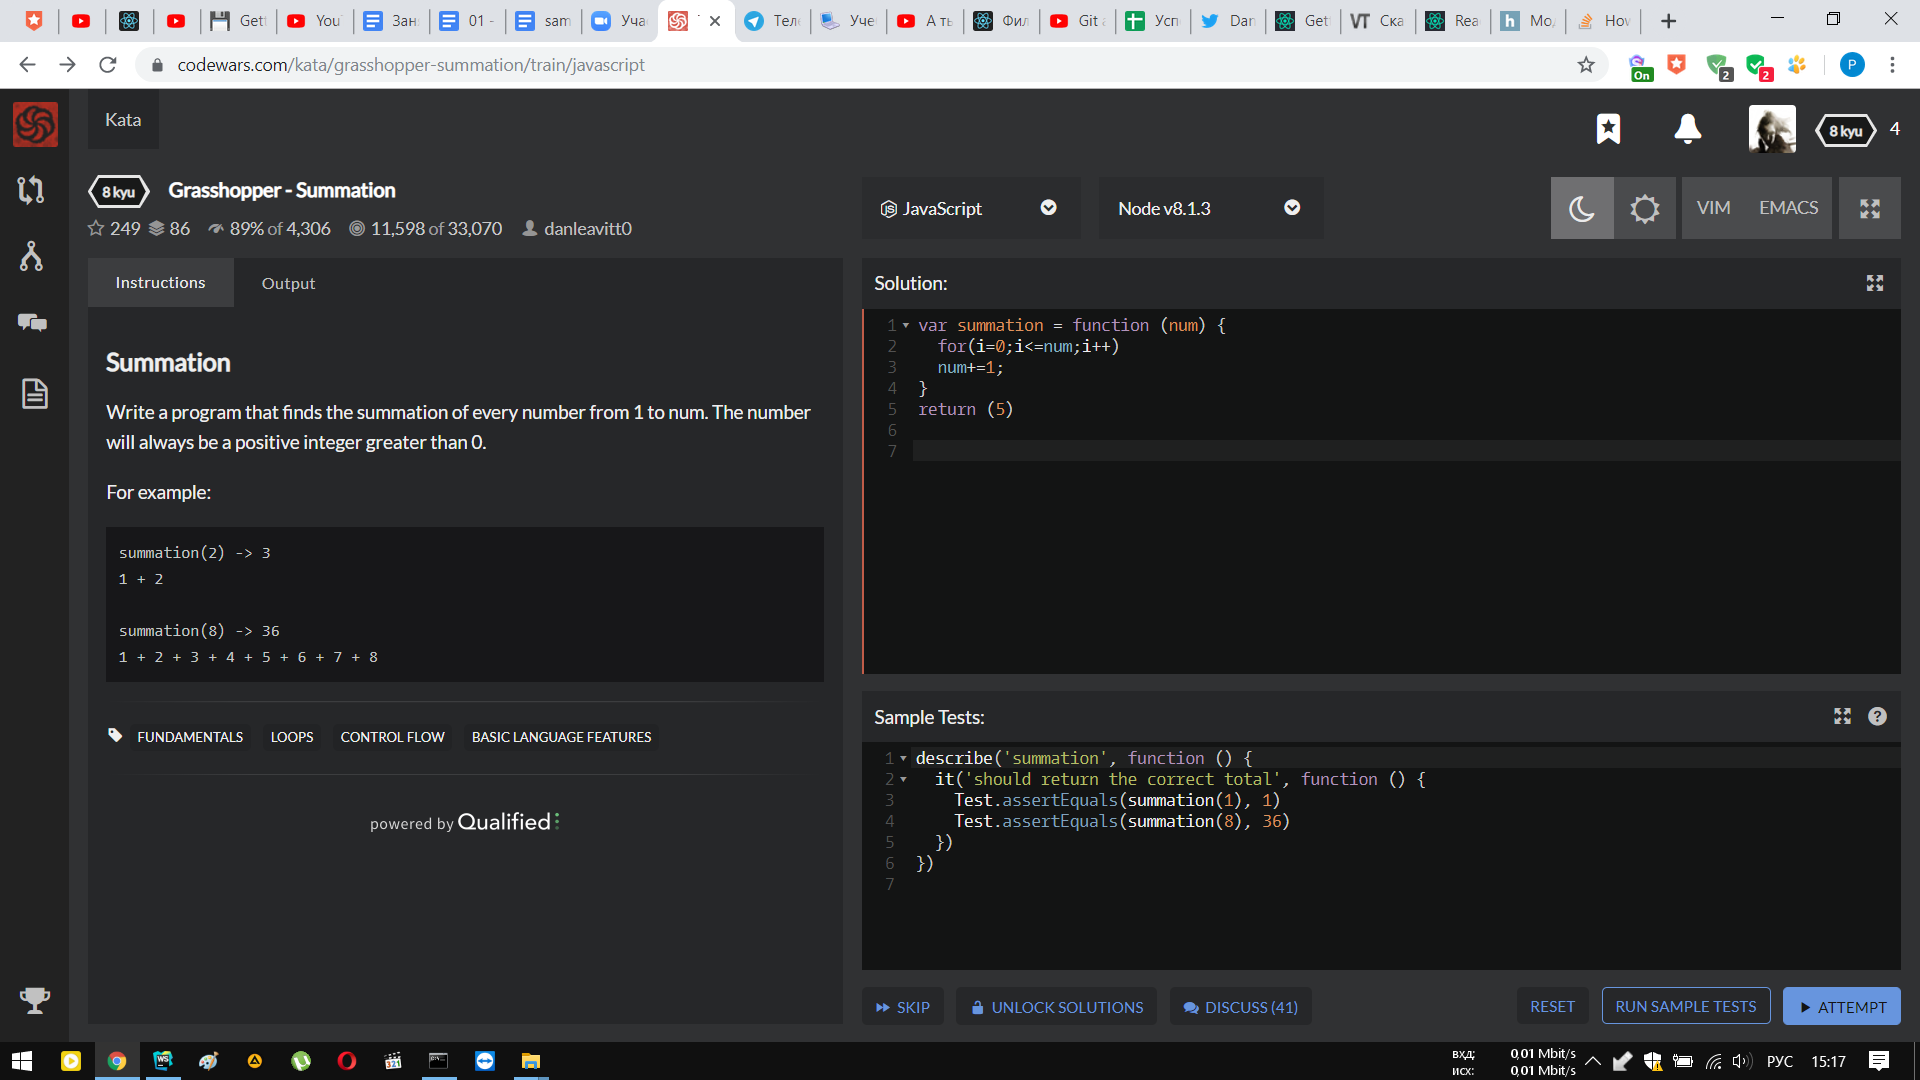 Get
You
Зан
01 -
sam
Уча
Теле
Уче
А ть
Фил
Git
Усп
Dan
Get
VT Ска
Rea
h Мо
How
codewars.com/kata/grasshopper-summation/train/javascript
On
2
2
P
Kata
8 kyu
4
8 kyu
Grasshopper - Summation
249 86 89% of 4,306 11,598 of 33,070 danleavitt0
JavaScript
Node v8.1.3
VIM
EMACS
Instructions
Output
Summation
Write a program that finds the summation of every number from 1 to num. The number
will always be a positive integer greater than 0.
For example:
summation(2) -> 3
1 + 2
summation(8) -> 36
1 + 2 + 3 + 4 + 5 + 6 + 7 + 8
FUNDAMENTALS LOOPS CONTROL FLOW BASIC LANGUAGE FEATURES
powered by Qualified
Solution:
1 var summation = function (num) {
2 for(i=0;i<=num;i++)
3 num+=1;
4 }
5 return (5)
6
7
Sample Tests:
?
1 describe('summation', function () {
2 it('should return the correct total', function () {
3 Test.assertEquals(summation(1), 1)
4 Test.assertEquals(summation(8), 36)
5 })
6 })
7
SKIP
UNLOCK SOLUTIONS
DISCUSS (41)
RESET
RUN SAMPLE TESTS
ATTEMPT
WS
321
вхд: 0,01 Mbit/s
исх: 0,01 Mbit/s
РУС
15:17